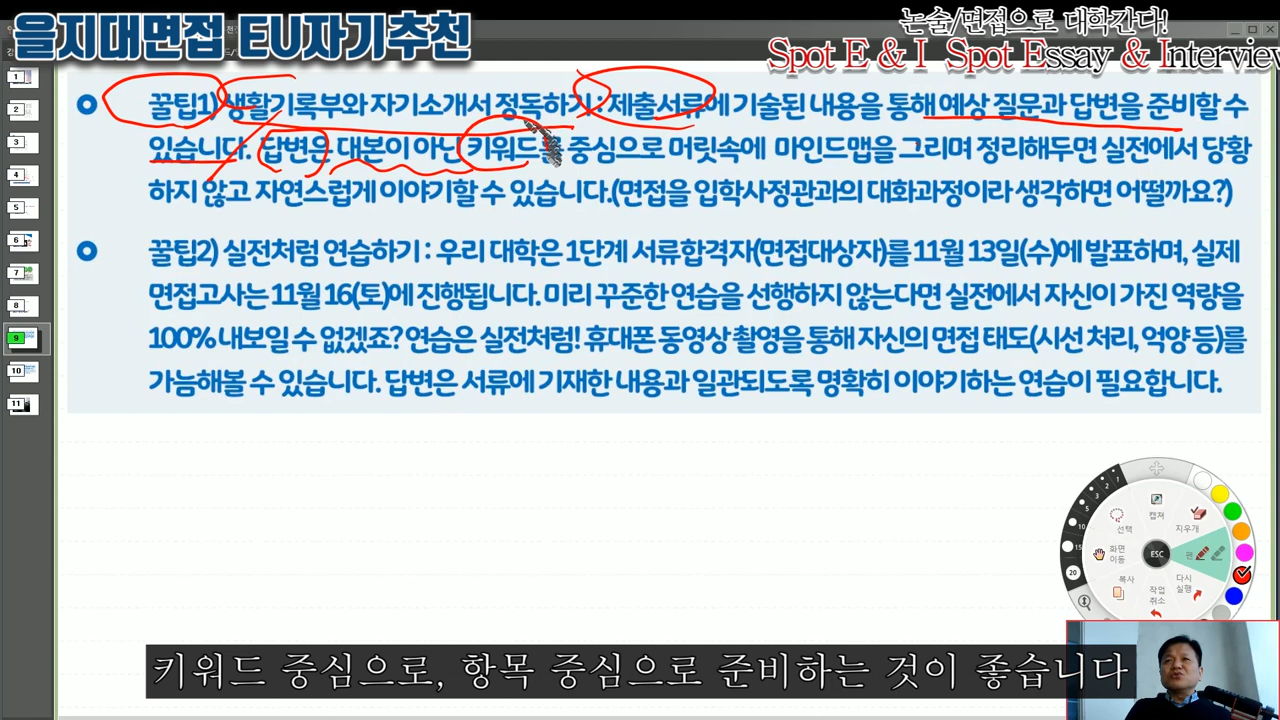 을지대면접 EU자기추천
논술/면접으로 대학간다!
Spot E & I Spot Essay & Interview
꿀팁1) 생활기록부와 자기소개서 정독하기 : 제출서류에 기술된 내용을 통해 예상 질문과 답변을 준비할 수
있습니다. 답변은 대본이 아닌 키워드를 중심으로 머릿속에 마인드맵을 그리며 정리해두면 실전에서 당황
하지 않고 자연스럽게 이야기할 수 있습니다.(면접을 입학사정관과의 대화과정이라 생각하면 어떨까요?)
꿀팁2) 실전처럼 연습하기 : 우리 대학은 1단계 서류합격자(면접대상자)를 11월 13일(수)에 발표하며, 실제
면접고사는 11월 16(토)에 진행됩니다. 미리 꾸준한 연습을 선행하지 않는다면 실전에서 자신이 가진 역량을
100% 내보일 수 없겠죠? 연습은 실전처럼! 휴대폰 동영상 촬영을 통해 자신의 면접 태도(시선 처리, 억양 등)를
가늠해볼 수 있습니다. 답변은 서류에 기재한 내용과 일관되도록 명확히 이야기하는 연습이 필요합니다.
1
2
3
4
5
6
7
8
9
10
11
캡쳐
선택
지우개
화면
이동
ESC
펜
복사
다시
실행
작업
취소
1
2
3
5
10
15
20
키워드 중심으로, 항목 중심으로 준비하는 것이 좋습니다